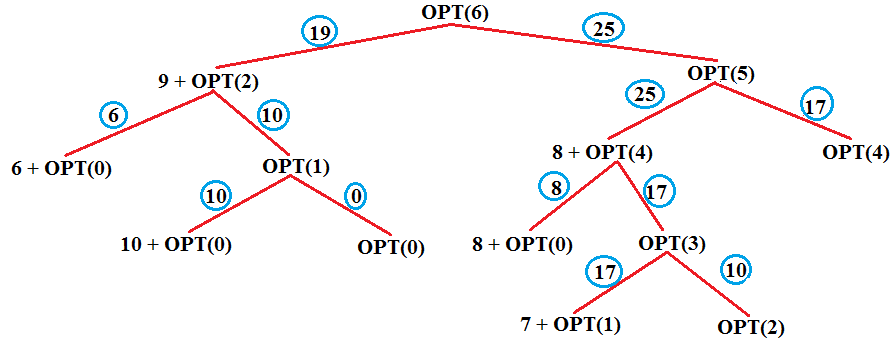 OPT(6)
19
25
9 + OPT(2)
OPT(5)
6
10
25
17
6 + OPT(0)
OPT(1)
8 + OPT(4)
OPT(4)
10
0
8
17
10 + OPT(0)
OPT(0)
8 + OPT(0)
OPT(3)
17
10
7 + OPT(1)
OPT(2)